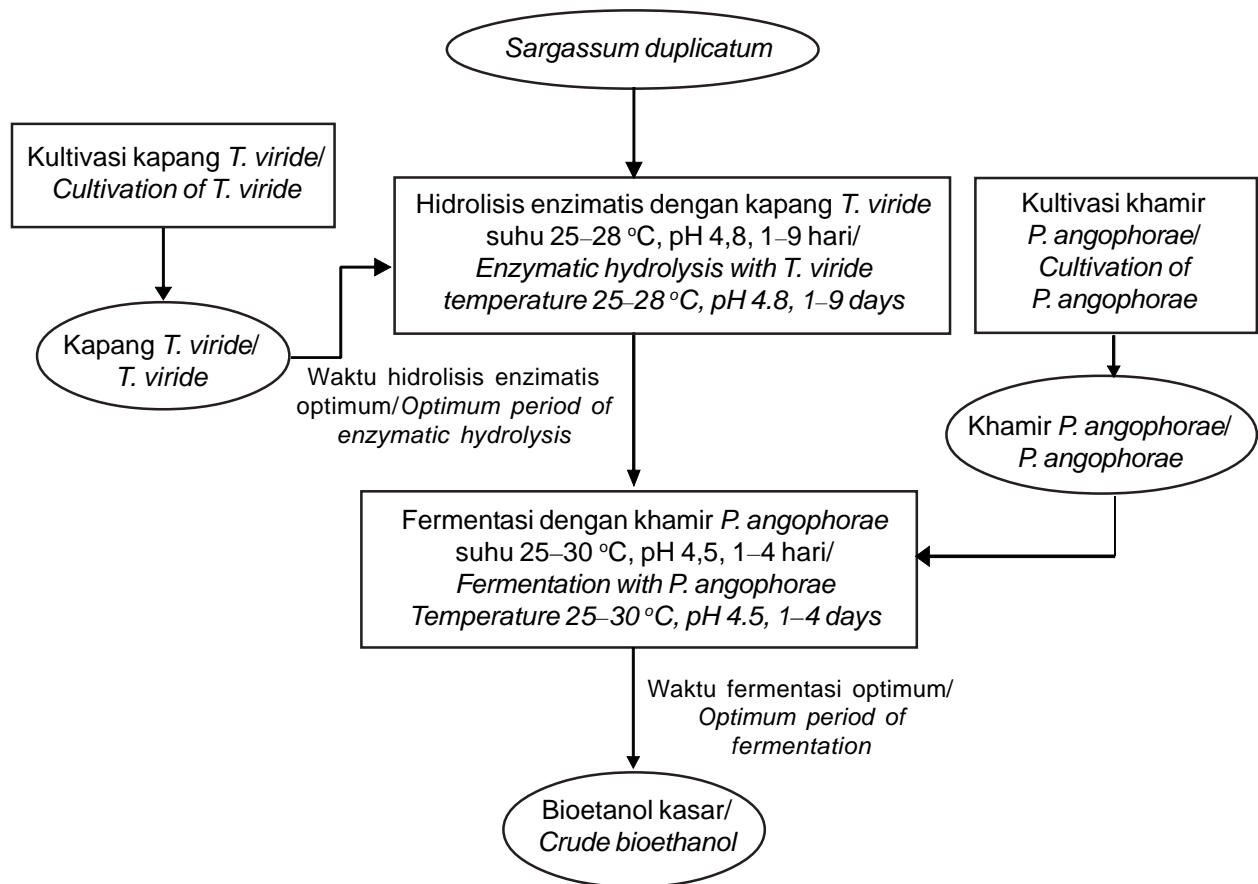 Sargassum duplicatum
Kultivasi kapang T. viride/
Cultivation of T. viride
Kapang T. viride/
T. viride
Hidrolisis enzimatis dengan kapang T. viride
suhu 25–28 °C, pH 4,8, 1–9 hari/
Enzymatic hydrolysis with T. viride
temperature 25–28 °C, pH 4.8, 1–9 days
Kultivasi khamir
P. angophorae/
Cultivation of
P. angophorae
Khamir P. angophorae/
P. angophorae
Waktu hidrolisis enzimatis
optimum/Optimum period of
enzymatic hydrolysis
Fermentasi dengan khamir P. angophorae
suhu 25–30 °C, pH 4,5, 1–4 hari/
Fermentation with P. angophorae
Temperature 25–30 °C, pH 4.5, 1–4 days
Waktu fermentasi optimum/
Optimum period of
fermentation
Bioetanol kasar/
Crude bioethanol